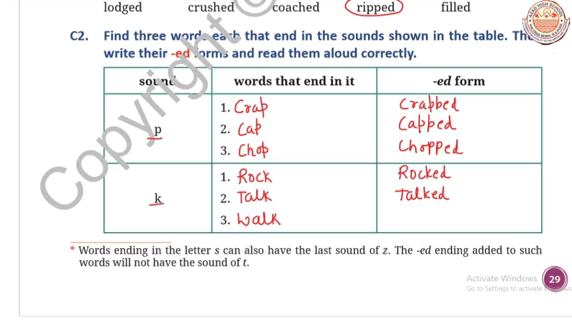 lodged crushed coached ripped filled
C2. Find three words each that end in the sounds shown in the table. The
write their -ed forms and read them aloud correctly.
sound words that end in it -ed form
p
1. Crap Crapped
2. Cap Capped
3. Chop Chopped
k
1. Rock Rocked
2. Talk Talked
3. Walk
* Words ending in the letter s can also have the last sound of z. The -ed ending added to such
words will not have the sound of t.
Copyright
Activate Windows
Go to Settings to activate Windows
29